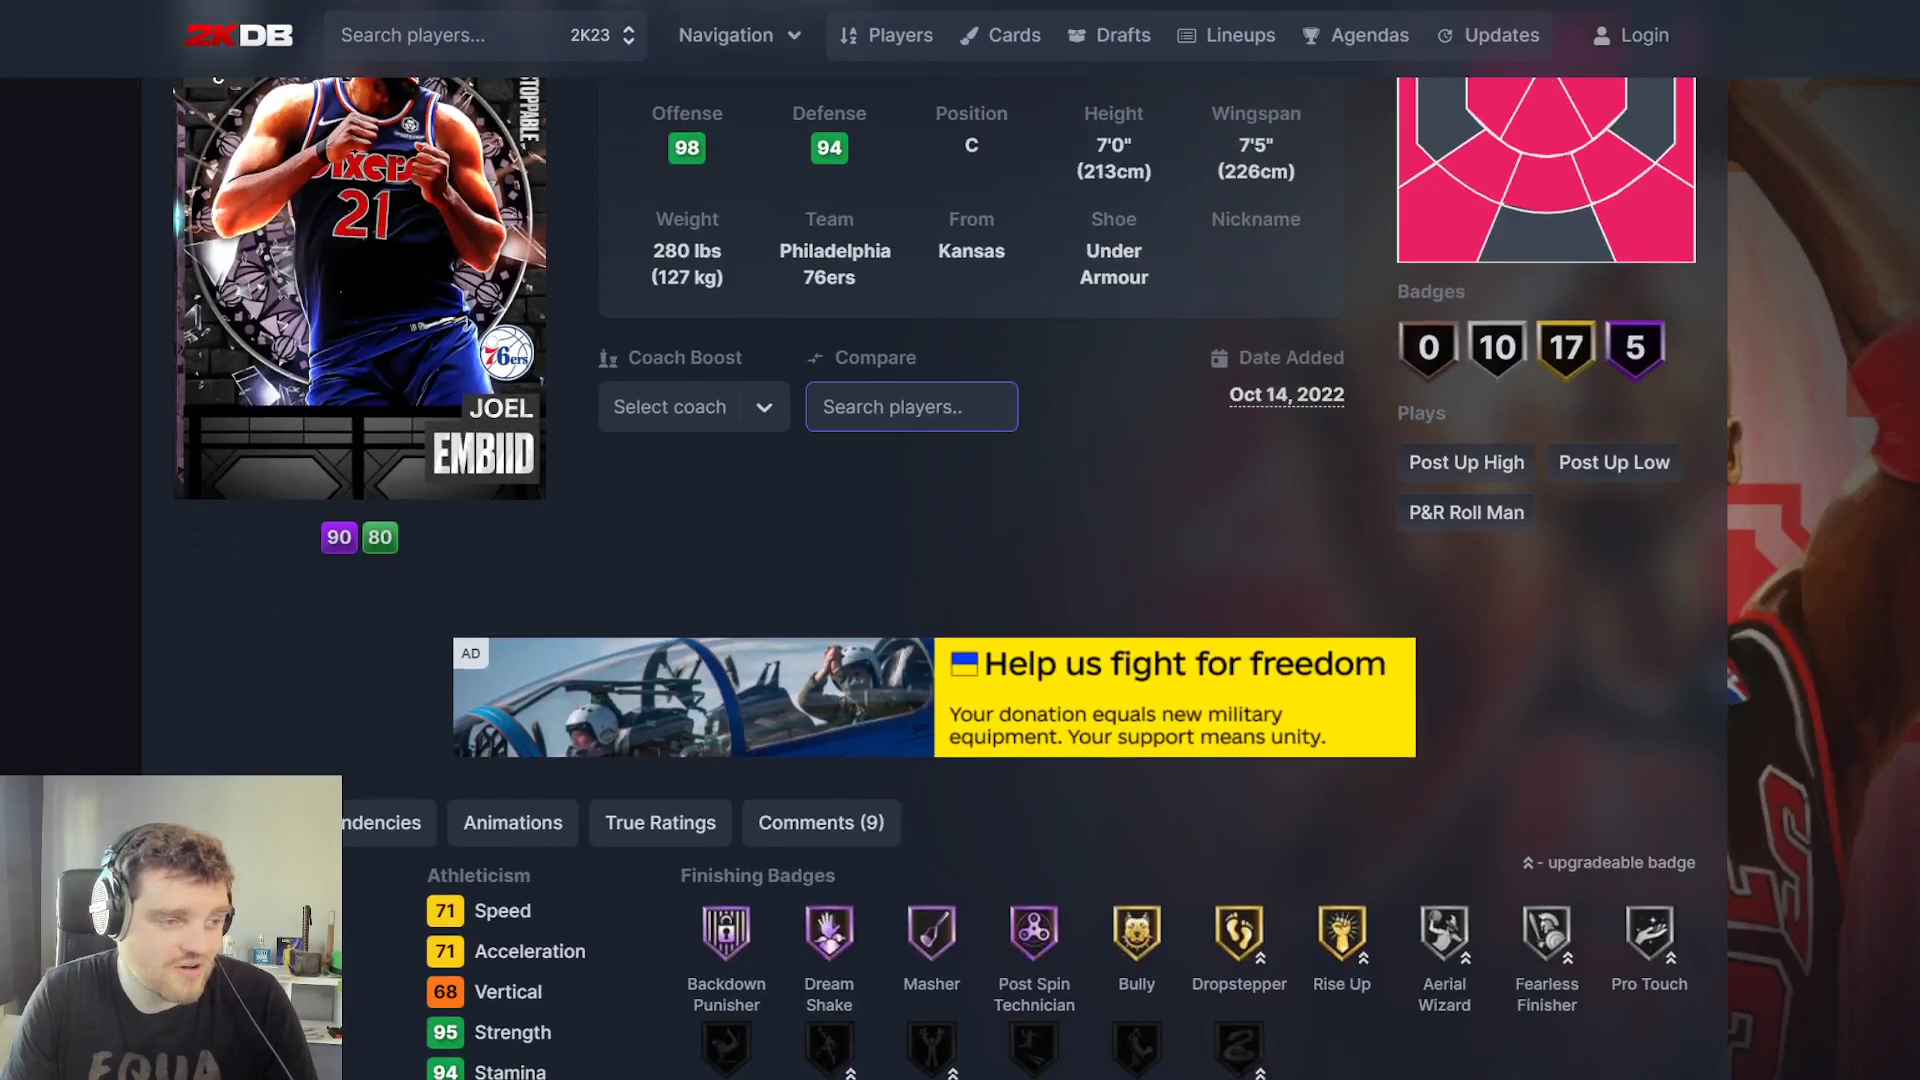 2KDB
Search players...
2K23
Navigation
Players
Cards
Drafts
Lineups
Agendas
Updates
Login
C
STOPPABLE
SIXERS
21
76ers
JOEL
EMBIID
90
80
Offense
98
Defense
94
Position
C
Height
7'0"
(213cm)
Wingspan
7'5"
(226cm)
Weight
280 lbs
(127 kg)
Team
Philadelphia
76ers
From
Kansas
Shoe
Under
Armour
Nickname
Coach Boost
Select coach
Compare
Search players..
Date Added
Oct 14, 2022
Badges
0
10
17
5
Plays
Post Up High
Post Up Low
P&R Roll Man
AD
Help us fight for freedom
Your donation equals new military
equipment. Your support means unity.
ndencies
Animations
True Ratings
Comments (9)
- upgradeable badge
Athleticism
71 Speed
71 Acceleration
68 Vertical
95 Strength
94 Stamina
Finishing Badges
Backdown
Punisher
Dream
Shake
Masher
Post Spin
Technician
Bully
Dropstepper
Rise Up
Aerial
Wizard
Fearless
Finisher
Pro Touch
EQUA